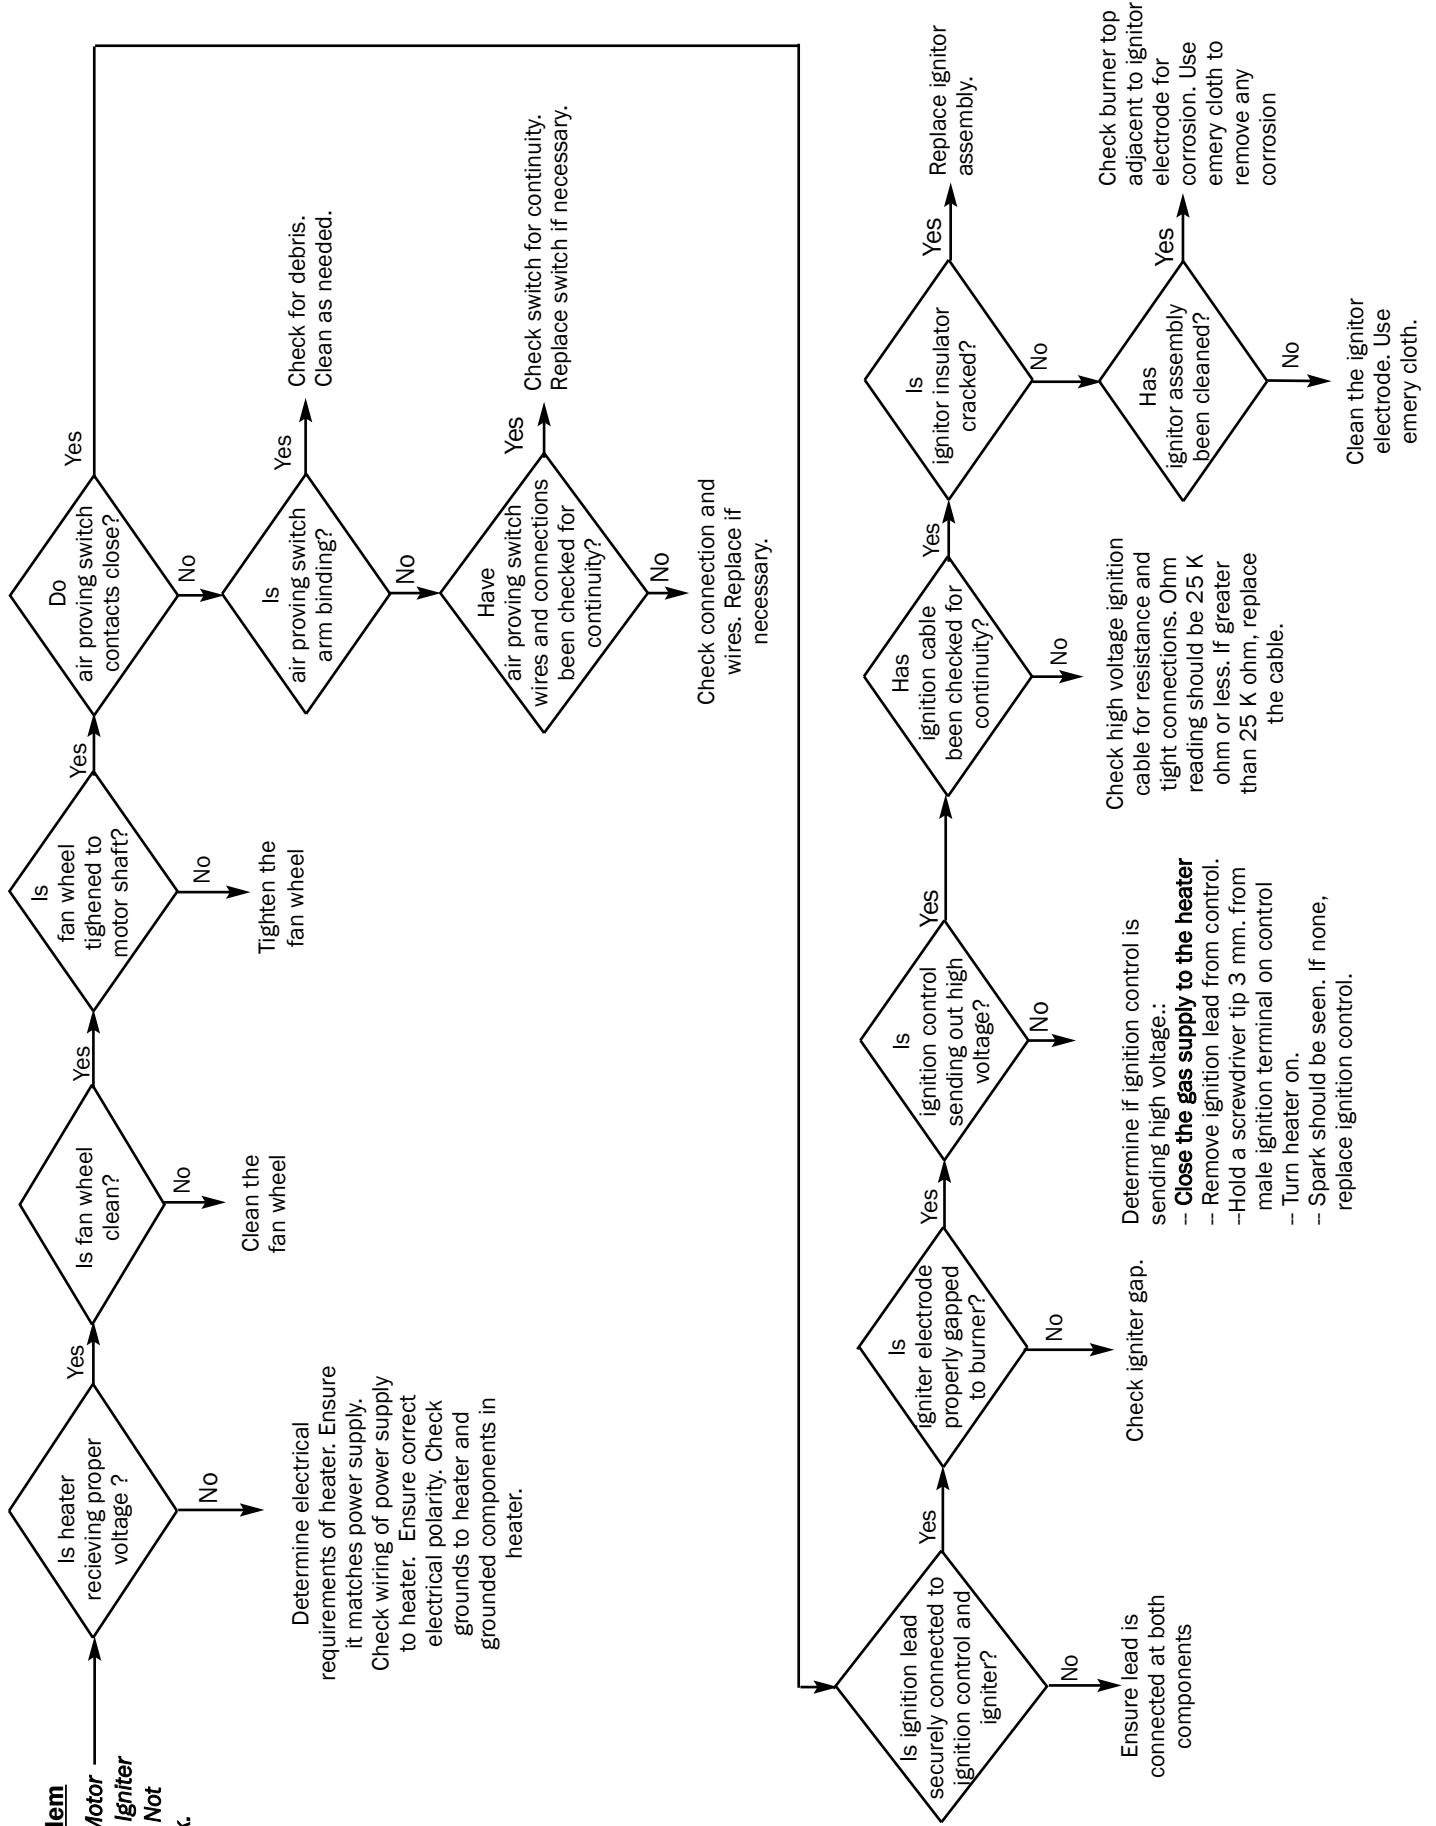 lem
Motor
Igniter
Not
k.
Is heater
recieving proper
voltage ?
Yes
No
Determine electrical
requirements of heater. Ensure
it matches power supply.
Check wiring of power supply
to heater. Ensure correct
electrical polarity. Check
grounds to heater and
grounded components in
heater.
Is fan wheel
clean?
Yes
No
Clean the
fan wheel
Is
fan wheel
tighened to
motor shaft?
Yes
No
Tighten the
fan wheel
Do
air proving switch
contacts close?
Yes
No
Is
air proving switch
arm binding?
Yes
Check for debris.
Clean as needed.
No
Have
air proving switch
wires and connections
been checked for
continuity?
Yes
Check switch for continuity.
Replace switch if necessary.
No
Check connection and
wires. Replace if
necessary.
Is ignition lead
securely connected to
ignition control and
igniter?
Yes
No
Ensure lead is
connected at both
components
Is
igniter electrode
properly gapped
to burner?
Yes
No
Check igniter gap.
Is
ignition control
sending out high
voltage?
Yes
No
Determine if ignition control is
sending high voltage.:
-- Close the gas supply to the heater
-- Remove ignition lead from control.
--Hold a screwdriver tip 3 mm. from
male ignition terminal on control
-- Turn heater on.
-- Spark should be seen. If none,
replace ignition control.
Has
ignition cable
been checked for
continuity?
Yes
No
Check high voltage ignition
cable for resistance and
tight connections. Ohm
reading should be 25 K
ohm or less. If greater
than 25 K ohm, replace
the cable.
Is
ignitor insulator
cracked?
Yes
Replace ignitor
assembly.
No
Has
ignitor assembly
been cleaned?
Yes
Check burner top
adjacent to ignitor
electrode for
corrosion. Use
emery cloth to
remove any
corrosion
No
Clean the ignitor
electrode. Use
emery cloth.